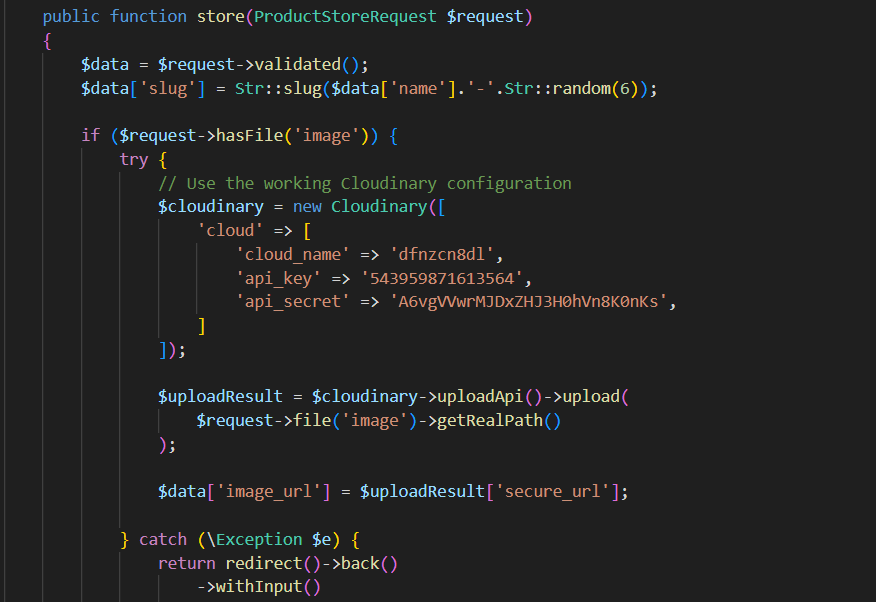 public function store(ProductStoreRequest $request)
{
$data = $request->validated();
$data['slug'] = Str::slug($data['name'].'-'.Str::random(6));
if ($request->hasFile('image')) {
try {
// Use the working Cloudinary configuration
$cloudinary = new Cloudinary([
'cloud' => [
'cloud_name' => 'dfnzcn8dl',
'api_key' => '543959871613564',
'api_secret' => 'A6vgVVwrMJDxZHJ3H0hVn8K0nKs',
]
]);
$uploadResult = $cloudinary->uploadApi()->upload(
$request->file('image')->getRealPath()
);
$data['image_url'] = $uploadResult['secure_url'];
} catch (\Exception $e) {
return redirect()->back()
->withInput()